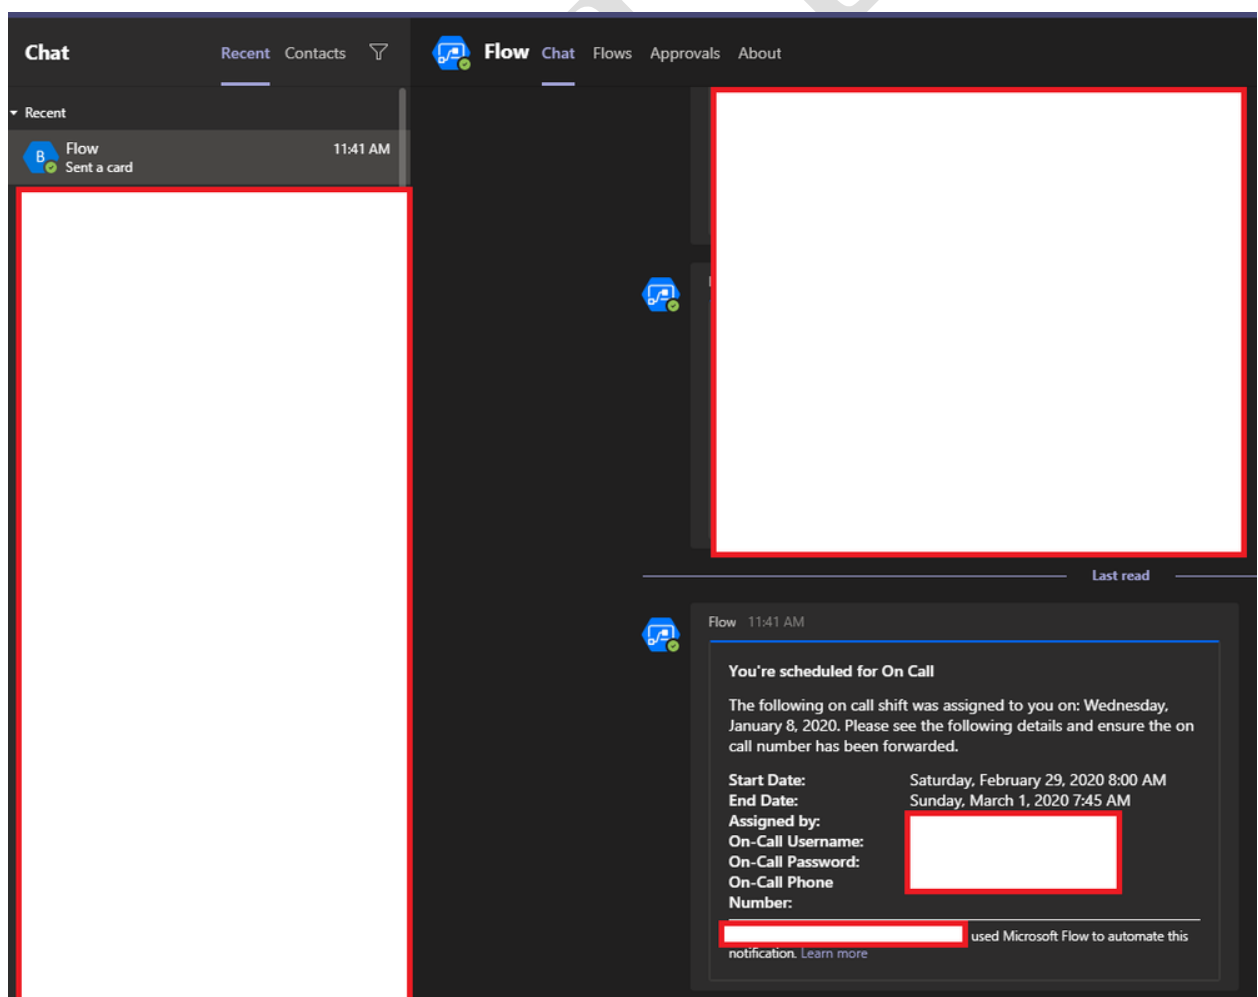 Chat Recent Contacts
Flow Chat Flows Approvals About
Recent
B Flow 11:41 AM
Sent a card
Last read
Flow 11:41 AM
You're scheduled for On Call
The following on call shift was assigned to you on: Wednesday,
January 8, 2020. Please see the following details and ensure the on
call number has been forwarded.
Start Date: Saturday, February 29, 2020 8:00 AM
End Date: Sunday, March 1, 2020 7:45 AM
Assigned by:
On-Call Username:
On-Call Password:
On-Call Phone
Number:
used Microsoft Flow to automate this
notification. Learn more